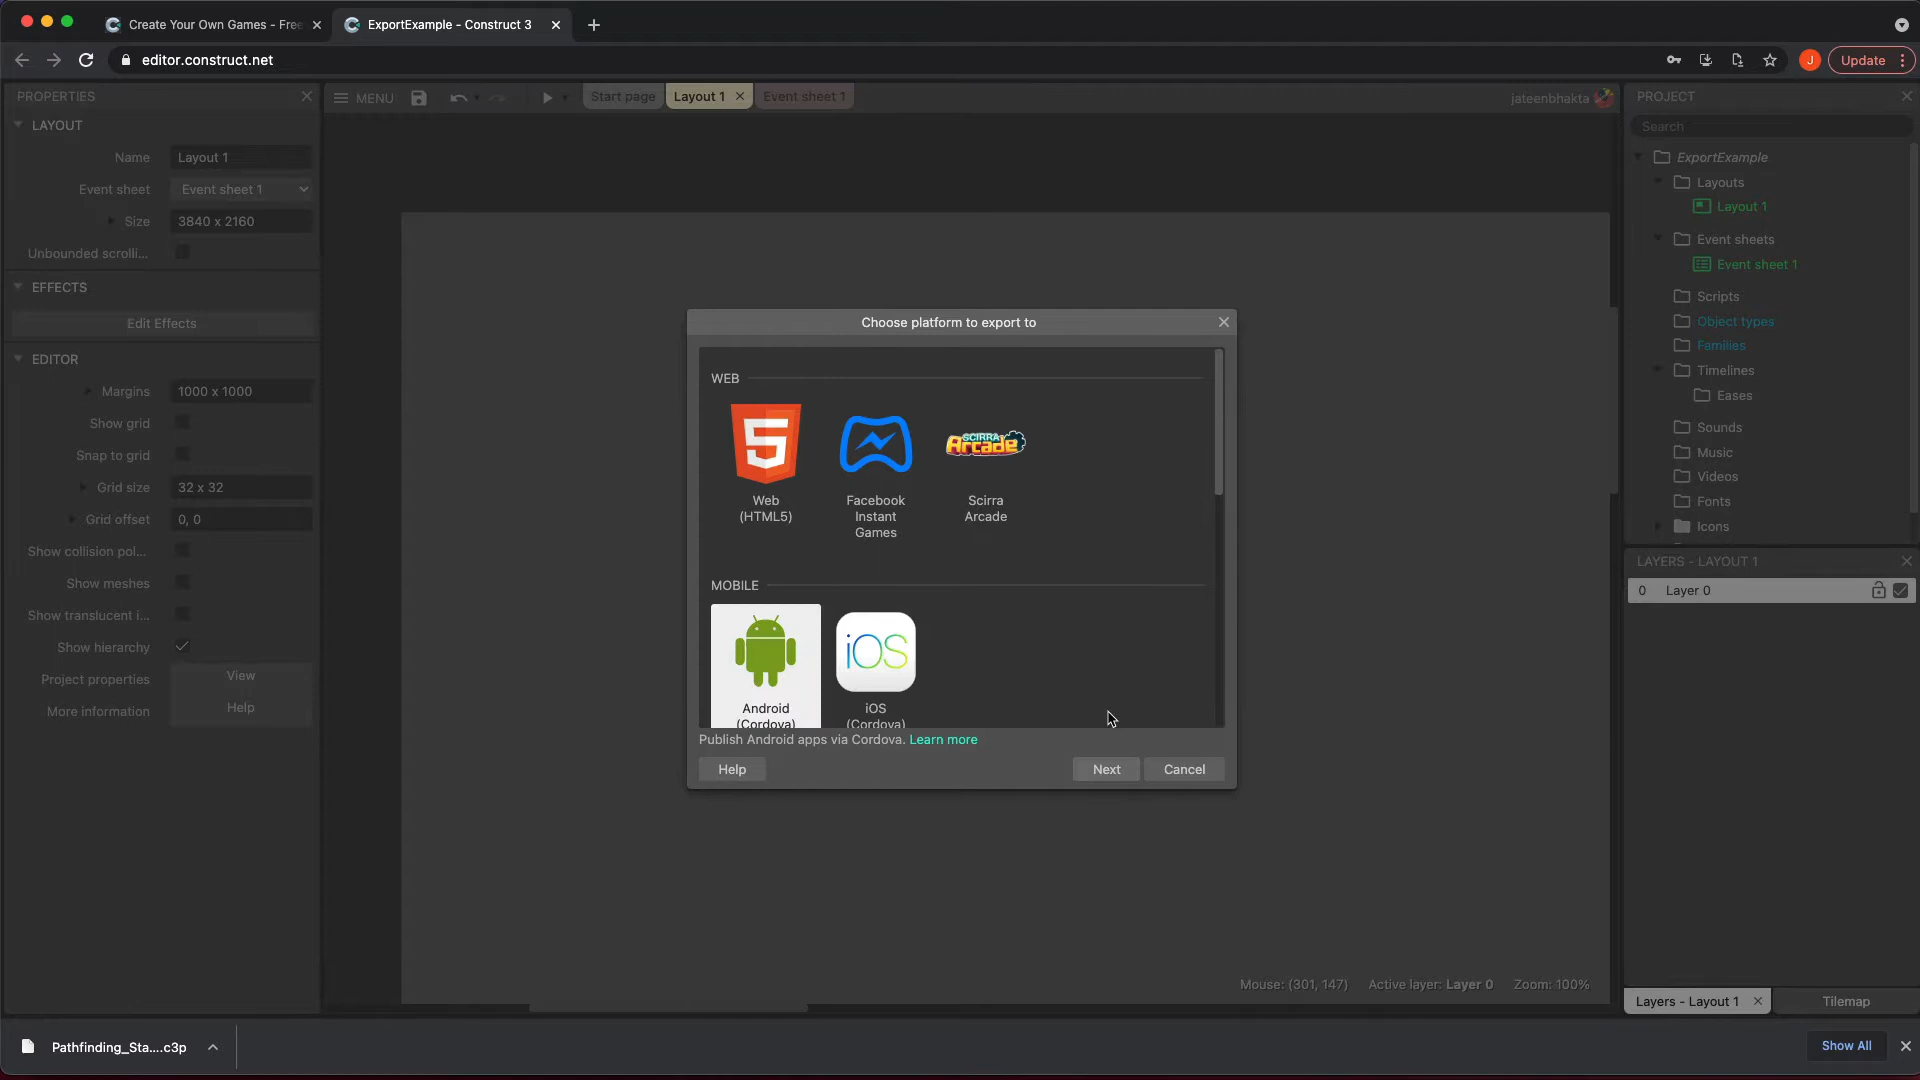 Create Your Own Games - Free
ExportExample - Construct 3
editor.construct.net
J
Update
PROPERTIES
MENU
Start page
Layout 1
Event sheet 1
jateenbhakta
PROJECT
LAYOUT
Name
Layout 1
Event sheet
Event sheet 1
Size
3840 x 2160
Unbounded scrolli...
EFFECTS
Edit Effects
EDITOR
Margins
1000 x 1000
Show grid
Snap to grid
Grid size
32 x 32
Grid offset
0, 0
Show collision pol...
Show meshes
Show translucent i...
Show hierarchy
Project properties
View
More information
Help
Choose platform to export to
WEB
5
SCIRRA
Arcade
Web
(HTML5)
Facebook
Instant
Games
Scirra
Arcade
MOBILE
iOS
Android
(Cordova)
iOS
(Cordova)
Publish Android apps via Cordova. Learn more
Help
Next
Cancel
Mouse: (301, 147)
Active layer: Layer 0
Zoom: 100%
Search
ExportExample
Layouts
Layout 1
Event sheets
Event sheet 1
Scripts
Object types
Families
Timelines
Eases
Sounds
Music
Videos
Fonts
Icons
LAYERS - LAYOUT 1
0 Layer 0
Layers - Layout 1
Tilemap
Pathfinding_Sta....c3p
Show All